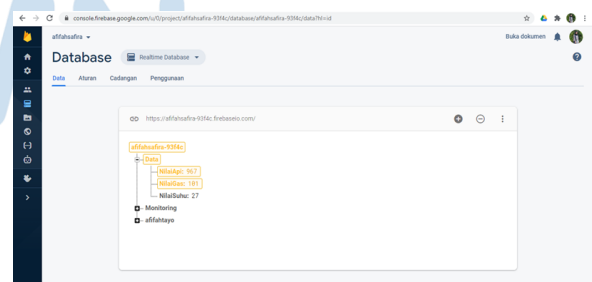 console.firebase.google.com/u/0/project/afifahsafira-93f4c/database/afifahsafira-93f4c/data?hl=id
afifahsafira
Buka dokumen
Database
Realtime Database
Data Aturan Cadangan Penggunaan
https://afifahsafira-93f4c.firebaseio.com/
afifahsafira-93f4c
Data
NilaiApi: 967
NilaiGas: 101
NilaiSuhu: 27
Monitoring
afifahtayo